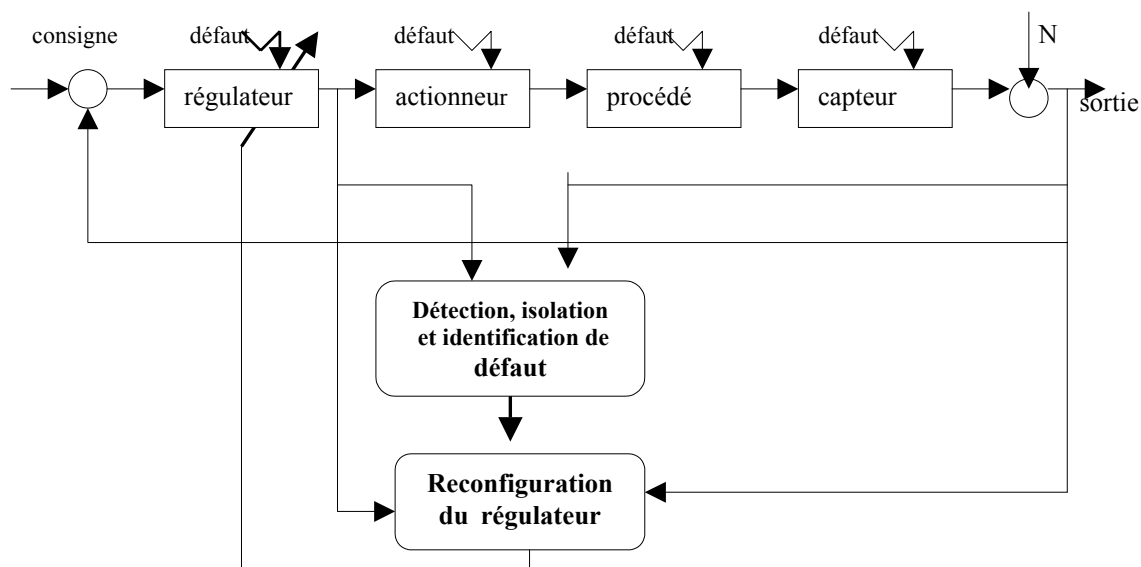 consigne
défaut
défaut
défaut
défaut
N
régulateur
actionneur
procédé
capteur
sortie
Détection, isolation
et identification de
défaut
Reconfiguration
du régulateur